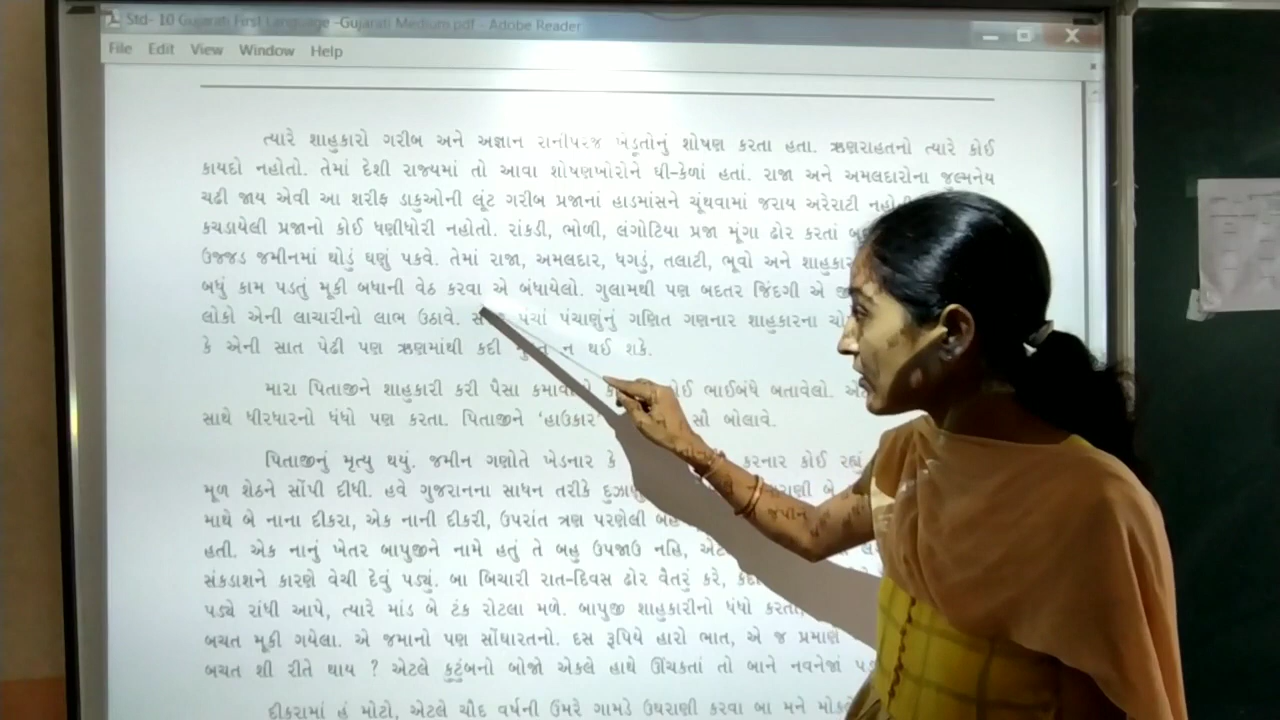 Std- 10 Gujarati First Language -Gujarati Medium.pdf - Adobe Reader
File Edit View Window Help
ત્યારે શાહુકારો ગરીબ અને અજ્ઞાન રાનીપરજ ખેડૂતોનું શોષણ કરતા હતા. ઋણરાહતનો ત્યારે કોઈ
કાયદો નહોતો. તેમાં દેશી રાજ્યમાં તો આવા શોષણખોરોને ઘી-કેળાં હતાં. રાજા અને અમલદારોના જુલ્મનેય
ચઢી જાય એવી આ શરીફ ડાકુઓની લૂંટ ગરીબ પ્રજાનાં હાડમાંસને ચૂંથવામાં જરાય અરેરાટી
કચડાયેલી પ્રજાનો કોઈ ધણીધોરી નહોતો. રાંકડી, ભોળી, લંગોટિયા પ્રજા મૂંગા ઢોર કરતાં
ઉજ્જડ જમીનમાં થોડું ઘણું પકવે. તેમાં રાજા, અમલદાર, ધગડું, તલાટી, ભૂવો અને
બધું કામ પડતું મૂકી બધાની વેઠ કરવા એ બંધાયેલો. ગુલામથી પણ બદતર જિંદગી એ
લોકો એની લાચારીનો લાભ ઉઠાવે. પંચાં પંચાણુંનું ગણિત ગણનાર શાહુકારના
કે એની સાત પેઢી પણ ઋણમાંથી કદી ન થઈ શકે.
મારા પિતાજીને શાહુકારી કરી પૈસા ભાઈબંધે બતાવેલો.
સાથે ધીરધારનો ધંધો પણ કરતા. પિતાજીને ‘હાઉકાર’ સૌ બોલાવે.
પિતાજીનું મૃત્યુ થયું. જમીન ગણોતે ખેડનાર કે કરનાર કોઈ રહ્યું
મૂળ શેઠને સોંપી દીધી. હવે ગુજરાનના સાધન તરીકે બે
માથે બે નાના દીકરા, એક નાની દીકરી, ઉપરાંત ત્રણ પરણેલી
હતી. એક નાનું ખેતર બાપુજીને નામે હતું તે બહુ ઉપજાઉ નહિ,
સંકડાશને કારણે વેચી દેવું પડ્યું. બા બિચારી રાત-દિવસ ઢોર વૈતરું કરે,
પડ્યે રાંધી આપે, ત્યારે માંડ બે ટંક રોટલા મળે. બાપુજી શાહુકારીનો ધંધો કરતા,
બચત મૂકી ગયેલા. એ જમાનો પણ સોંઘારતનો. દસ રૂપિયે હારો ભાત, એ જ પ્રમાણે
બચત શી રીતે થાય ? એટલે કુટુંબનો બોજો એકલે હાથે ઊંચકતાં તો બાને નવનેજાં
દીકરામાં હું મોટો, એટલે ચૌદ વર્ષની ઉંમરે ગામડે ઉઘરાણી કરવા બા મને